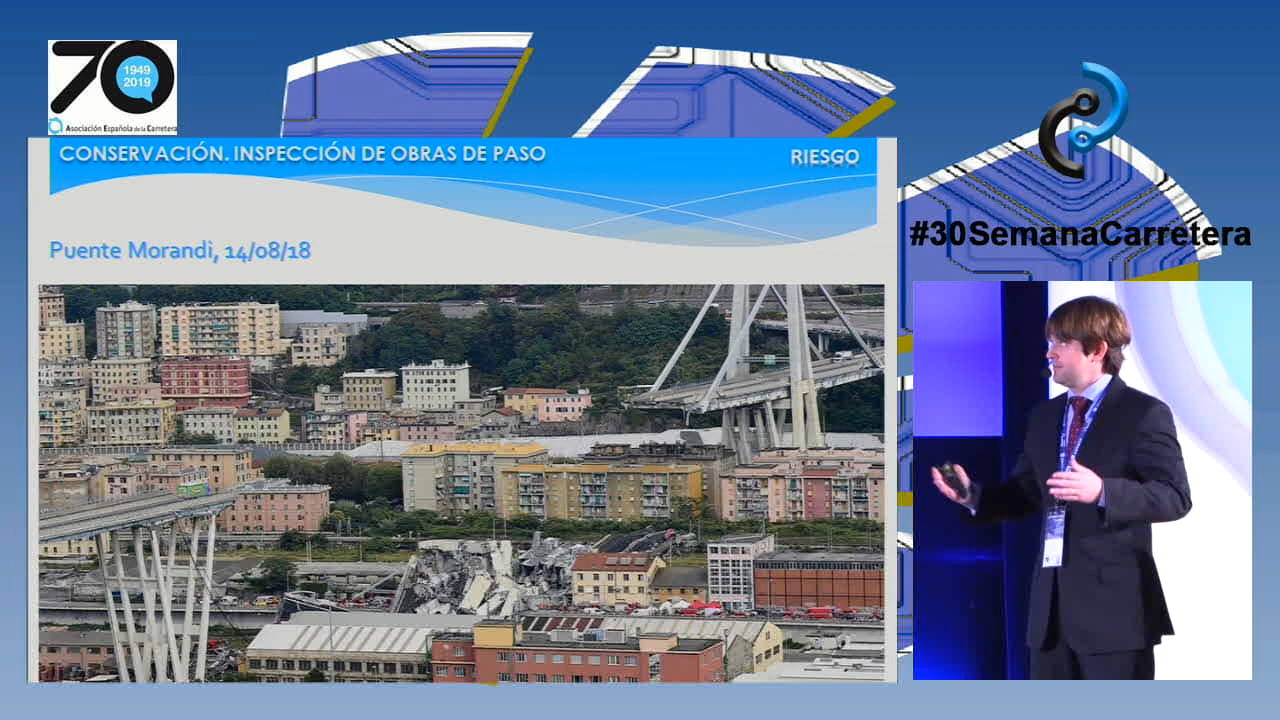 70
1949
2019
Asociación Española de la Carretera
CONSERVACIÓN. INSPECCIÓN DE OBRAS DE PASO
RIESGO
Puente Morandi, 14/08/18
#30SemanaCarretera